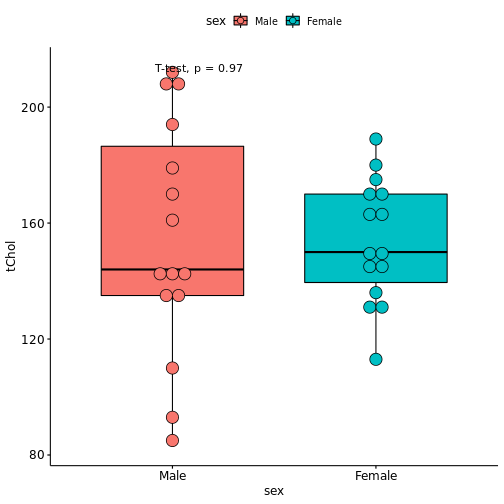 sex Male Female
T-test, p = 0.97
tChol
200
160
120
80
Male Female
sex